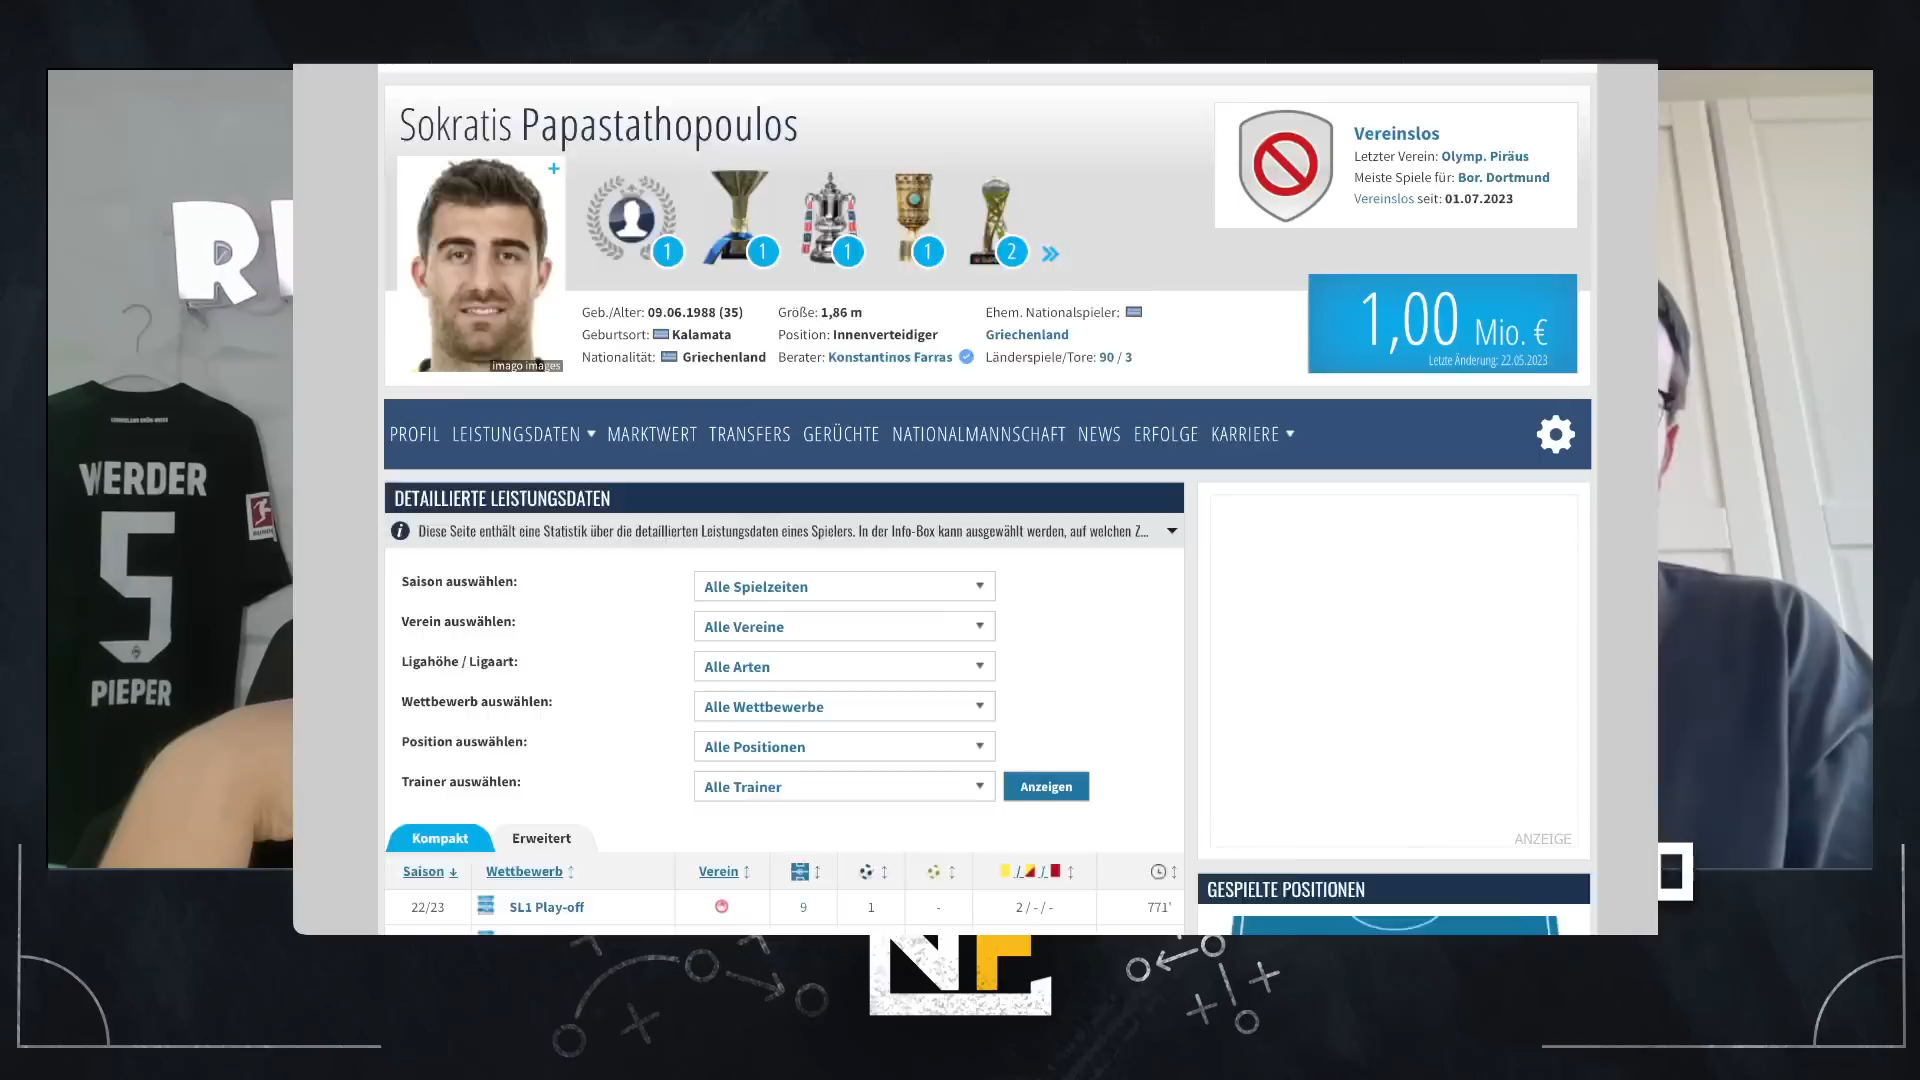 Sokratis Papastathopoulos
Vereinslos
Letzter Verein: Olymp. Piräus
Meiste Spiele für: Bor. Dortmund
Vereinslos seit: 01.07.2023
1
1
1
1
2
imago images
Geb./Alter: 09.06.1988 (35)
Geburtsort: Kalamata
Nationalität: Griechenland
Größe: 1,86 m
Position: Innenverteidiger
Berater: Konstantinos Farras
Ehem. Nationalspieler:
Griechenland
Länderspiele/Tore: 90 / 3
1,00 Mio. €
Letzte Änderung: 22.05.2023
PROFIL LEISTUNGSDATEN MARKTWERT TRANSFERS GERÜCHTE NATIONALMANNSCHAFT NEWS ERFOLGE KARRIERE
DETAILLIERTE LEISTUNGSDATEN
Diese Seite enthält eine Statistik über die detaillierten Leistungsdaten eines Spielers. In der Info-Box kann ausgewählt werden, auf welchen Z...
Saison auswählen: Alle Spielzeiten
Verein auswählen: Alle Vereine
Ligahöhe / Ligaart: Alle Arten
Wettbewerb auswählen: Alle Wettbewerbe
Position auswählen: Alle Positionen
Trainer auswählen: Alle Trainer Anzeigen
Kompakt Erweitert
Saison Wettbewerb Verein / /
22/23 SL1 Play-off 9 1 - 2 / - / - 771'
ANZEIGE
GESPIELTE POSITIONEN
R
WERDER
5
PIEPER
NF